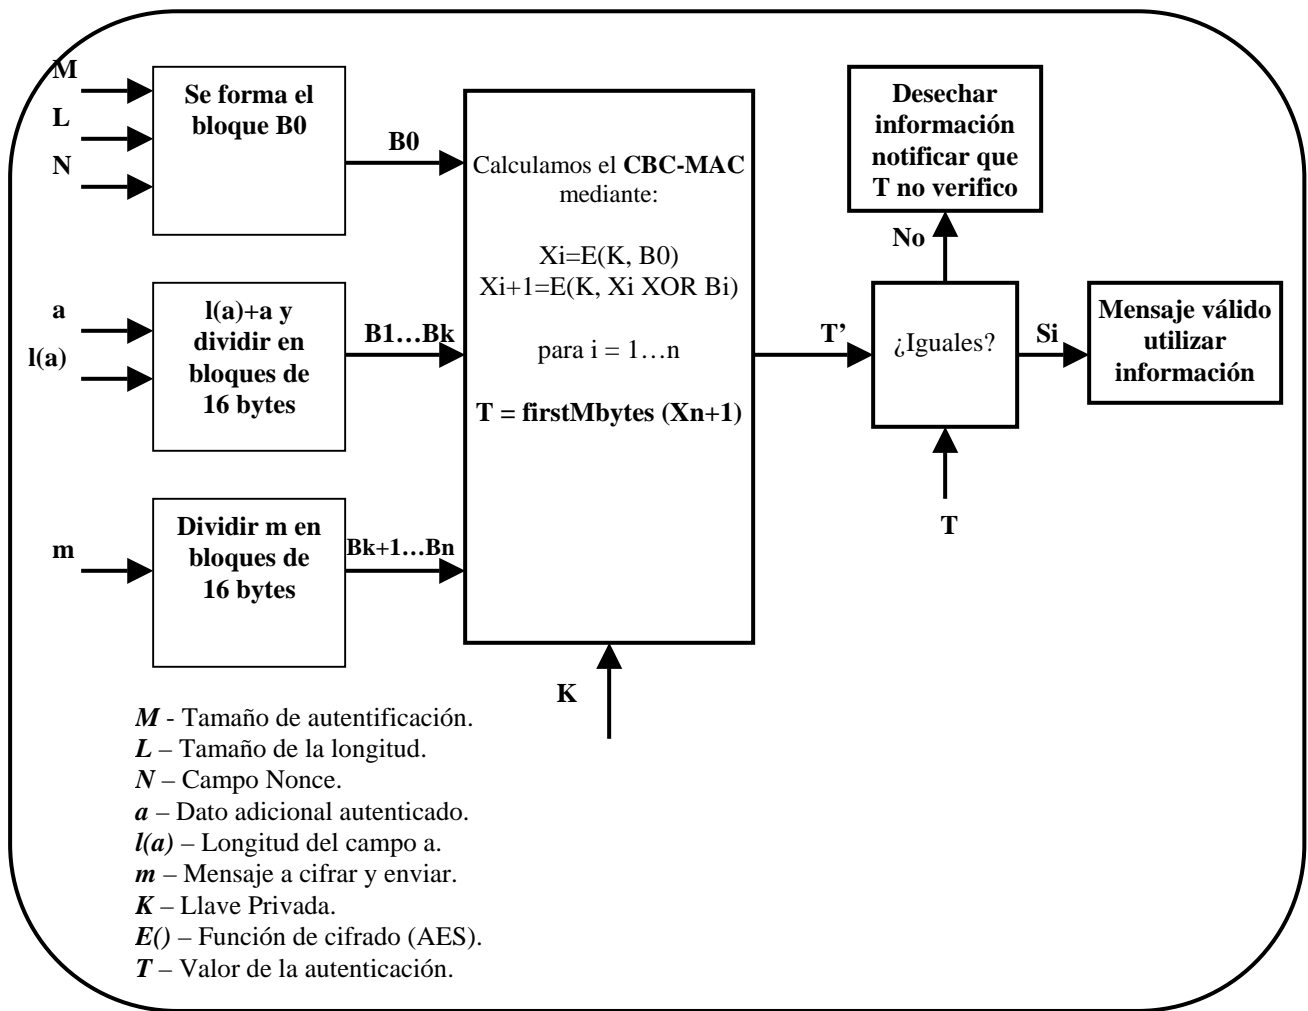 M
L
N
Se forma el
bloque B0
B0
a
l(a)
l(a)+a y
dividir en
bloques de
16 bytes
B1…Bk
m
Dividir m en
bloques de
16 bytes
Bk+1…Bn
Calculamos el CBC-MAC
mediante:
Xi=E(K, B0)
Xi+1=E(K, Xi XOR Bi)
para i = 1…n
T = firstMbytes (Xn+1)
K
T’
Desechar
información
notificar que
T no verifico
No
¿Iguales?
Si
Mensaje válido
utilizar
información
T
M - Tamaño de autentificación.
L – Tamaño de la longitud.
N – Campo Nonce.
a – Dato adicional autenticado.
l(a) – Longitud del campo a.
m – Mensaje a cifrar y enviar.
K – Llave Privada.
E() – Función de cifrado (AES).
T – Valor de la autenticación.